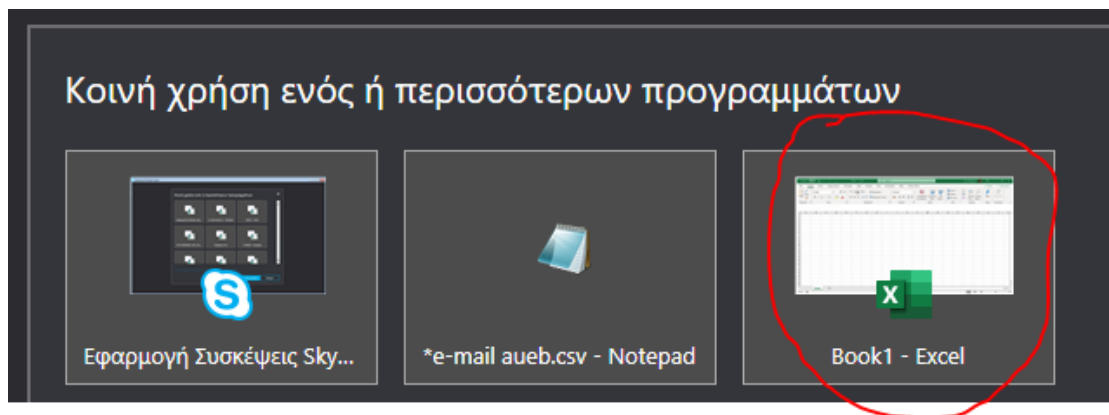 Κοινή χρήση ενός ή περισσότερων προγραμμάτων
Εφαρμογή Συσκέψεις Sky...
*e-mail aueb.csv - Notepad
Book1 - Excel